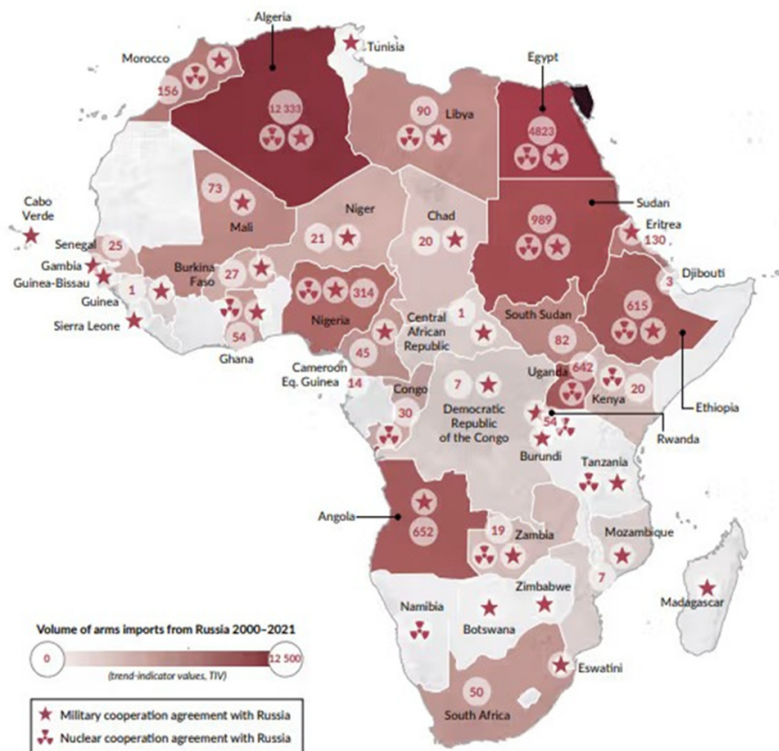 Algeria
Morocco
156
Tunisia
12 333
90
Libya
Egypt
4823
Cabo
Verde
73
Mali
Niger
21
Chad
20
989
Sudan
Eritrea
130
Senegal
25
Gambia
Guinea-Bissau
Guinea
1
Sierra Leone
Burkina
Faso
27
54
Ghana
314
Nigeria
Central
African
Republic
1
South Sudan
82
3
Djibouti
615
Ethiopia
Cameroon
45
Eq. Guinea
14
Congo
30
7
Democratic
Republic
of the Congo
Uganda
642
Kenya
20
54
Rwanda
Burundi
Tanzania
Angola
652
19
Zambia
Mozambique
7
Madagascar
Namibia
Botswana
Zimbabwe
Eswatini
50
South Africa
Volume of arms imports from Russia 2000–2021
0
12 500
(trend-indicator values, TIV)
Military cooperation agreement with Russia
Nuclear cooperation agreement with Russia